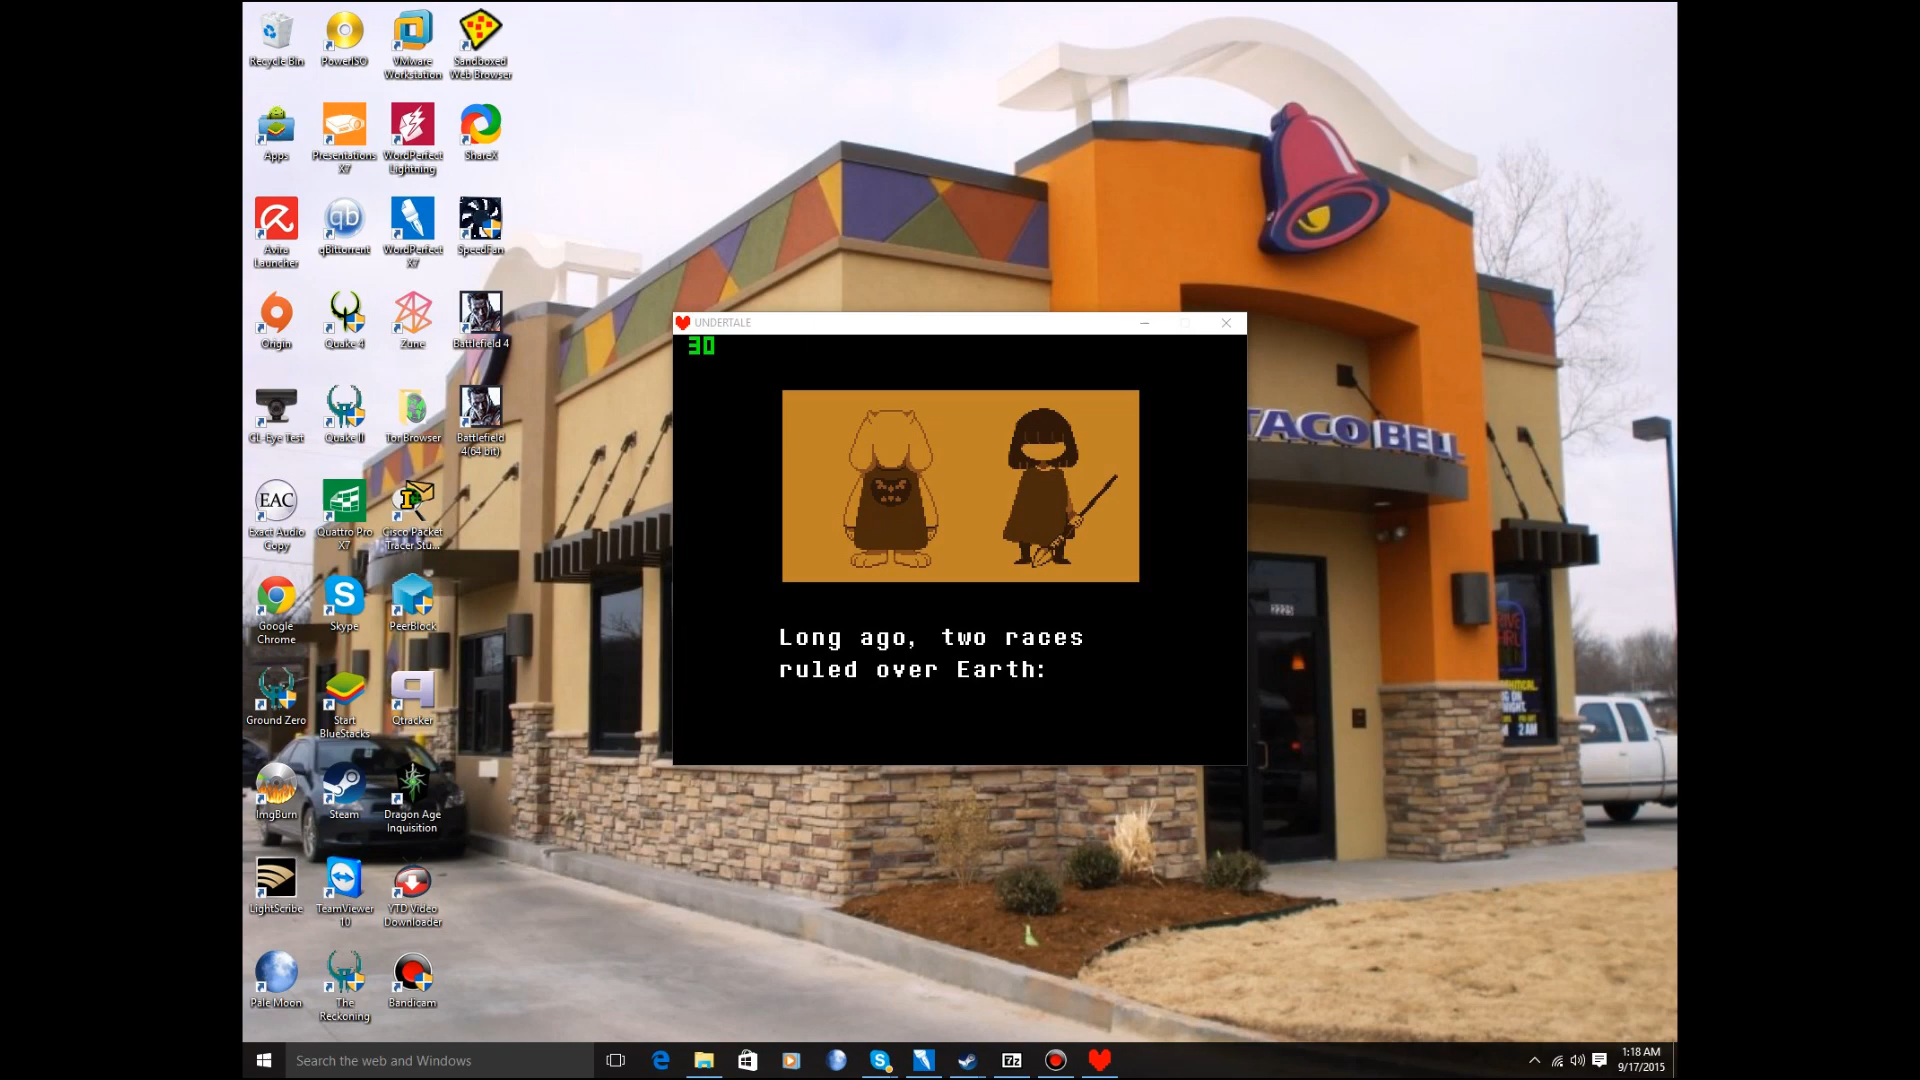 Recycle Bin
PowerISO
VMware
Workstation
Sandboxed
Web Browser
Apps
Presentations
X7
WordPerfect
Lightning
ShareX
Avira
Launcher
qBittorrent
WordPerfect
X7
SpeedFan
Origin
Quake 4
Zune
Battlefield 4
CL-Eye Test
Quake II
Tor Browser
Battlefield
4(64 bit)
EAC
Exact Audio
Copy
Quattro Pro
X7
Cisco Packet
Tracer Stu...
Google
Chrome
Skype
PeerBlock
Ground Zero
Start
BlueStacks
Qtracker
ImgBurn
Steam
Dragon Age
Inquisition
LightScribe
TeamViewer
10
YTD Video
Downloader
Pale Moon
The
Reckoning
Bandicam
UNDERTALE
30
Long ago, two races
ruled over Earth:
TACO BELL
2225
2 AM
Search the web and Windows
1:18 AM
9/17/2015